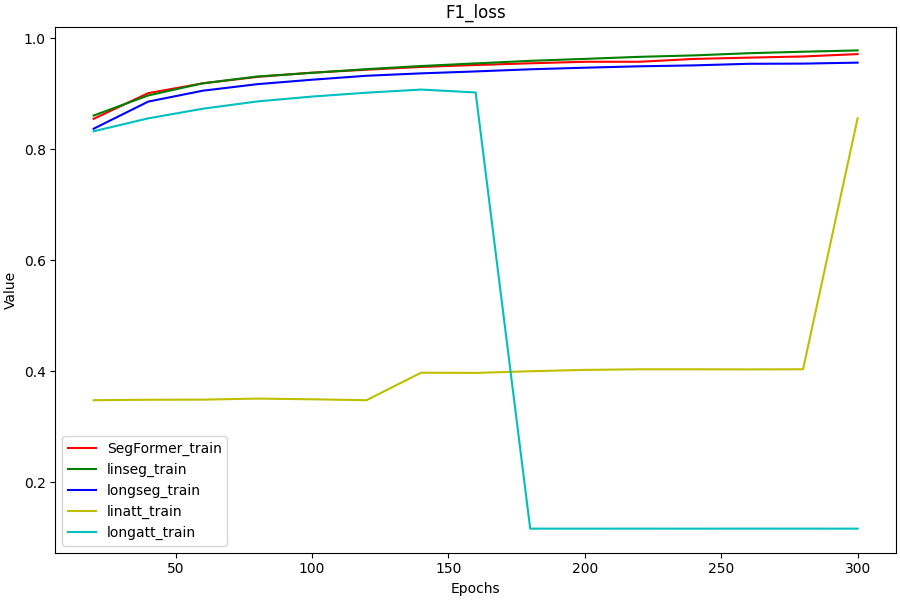 F1_loss
1.0
0.8
0.6
0.4
0.2
Value
SegFormer_train
linseg_train
longseg_train
linatt_train
longatt_train
50 100 150 200 250 300
Epochs